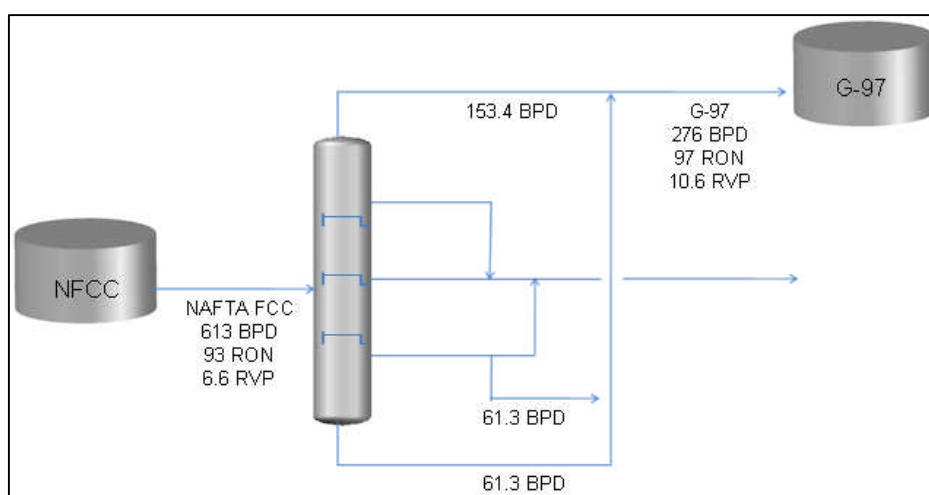 G-97
153.4 BPD
G-97
276 BPD
97 RON
10.6 RVP
NFCC
NAFTA FCC
613 BPD
93 RON
6.6 RVP
61.3 BPD
61.3 BPD